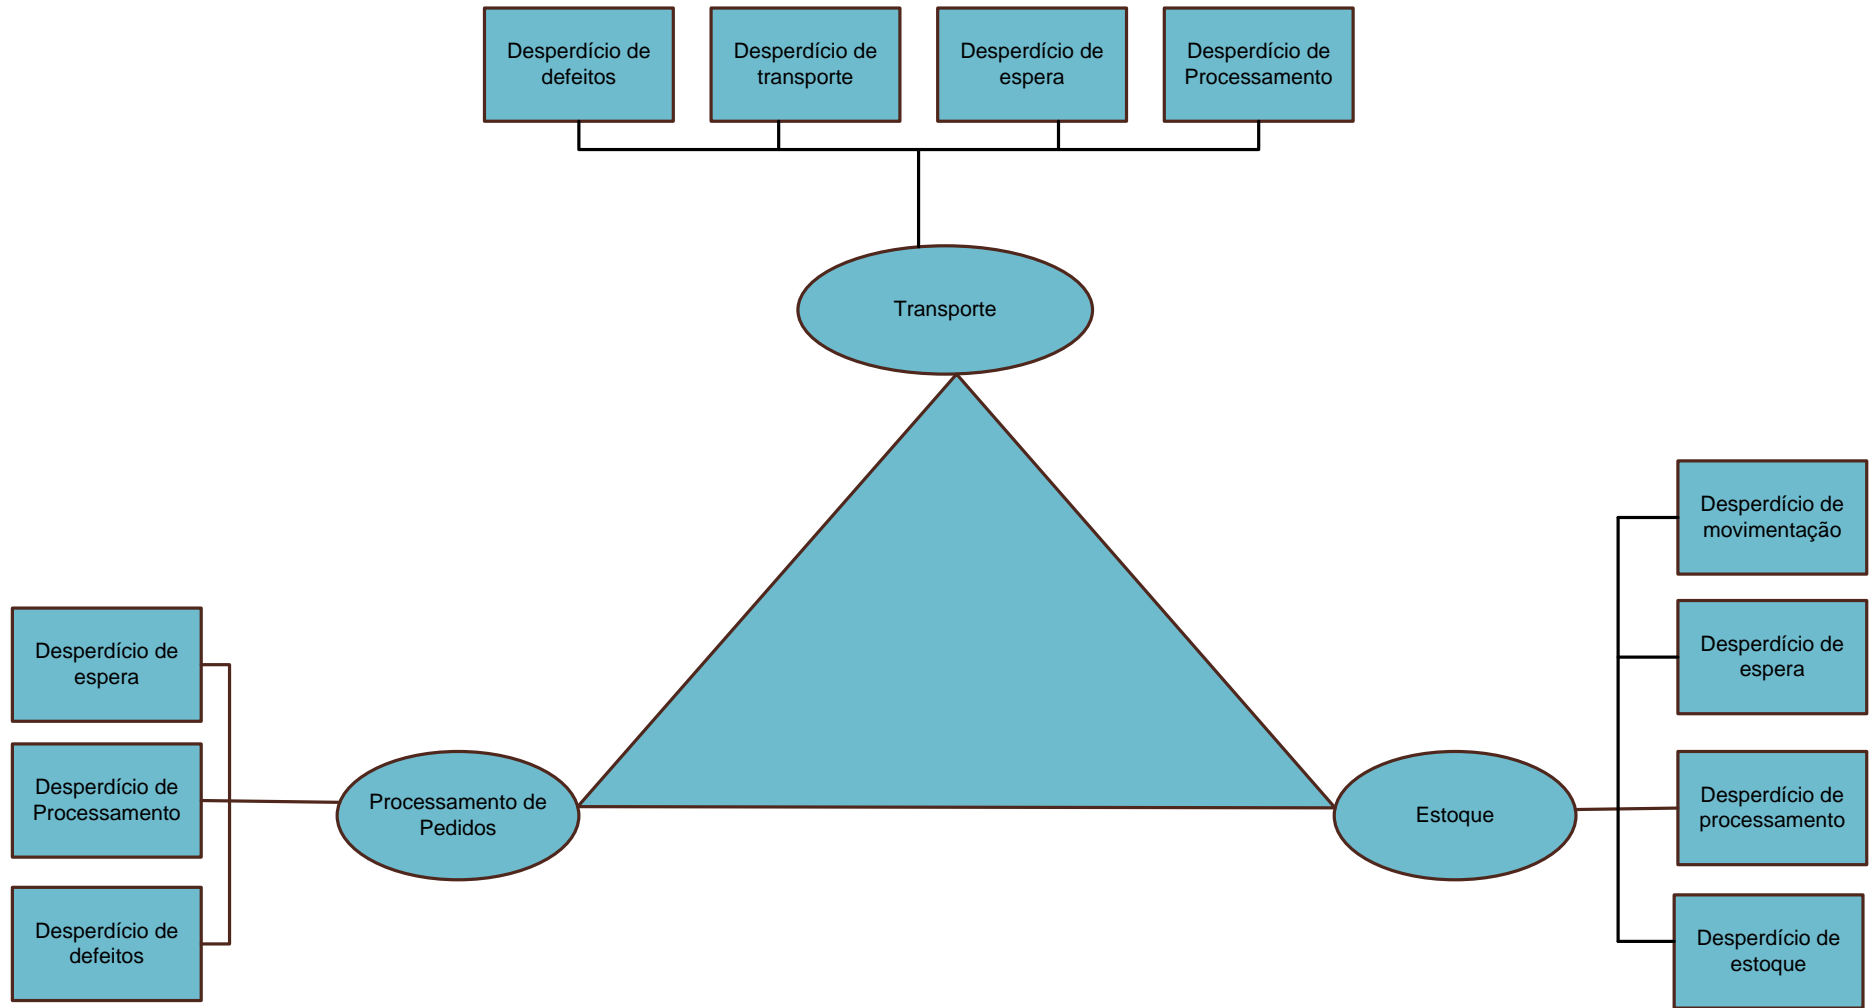 Desperdício de
defeitos
Desperdício de
transporte
Desperdício de
espera
Desperdício de
Processamento
Transporte
Desperdício de
movimentação
Desperdício de
espera
Desperdício de
processamento
Desperdício de
estoque
Estoque
Desperdício de
espera
Desperdício de
Processamento
Desperdício de
defeitos
Processamento de
Pedidos